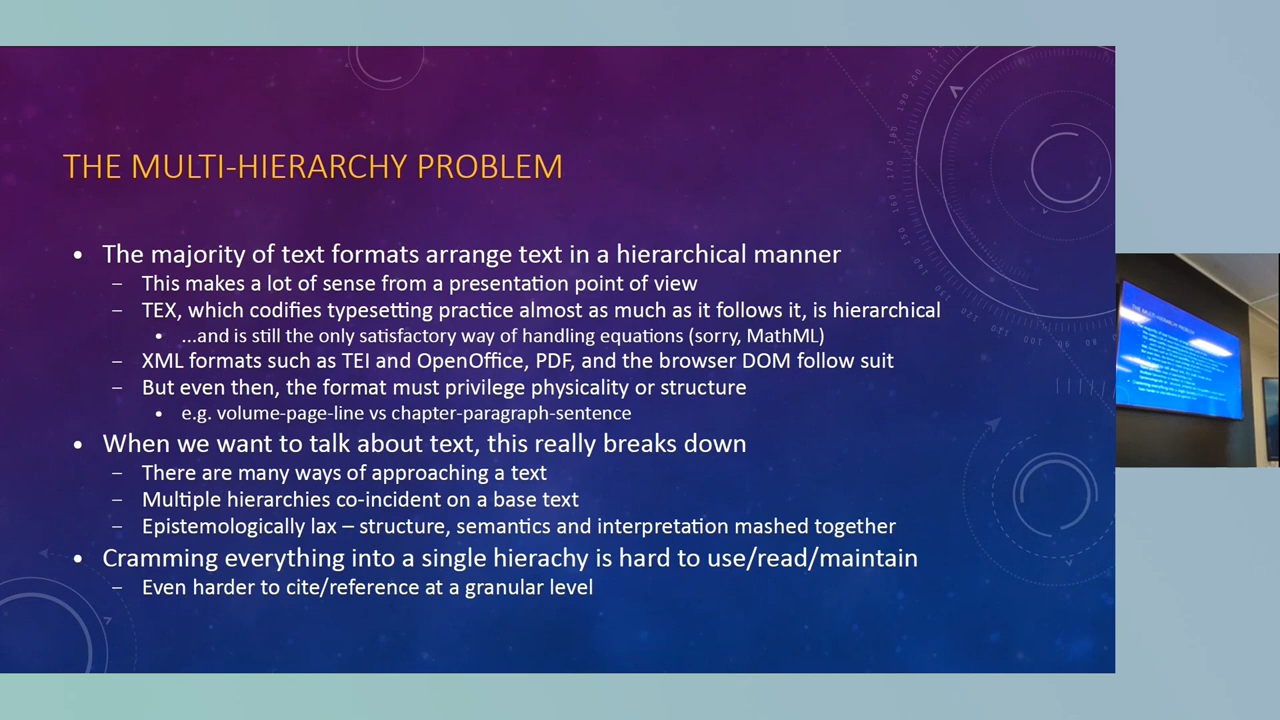 THE MULTI-HIERARCHY PROBLEM
• The majority of text formats arrange text in a hierarchical manner
– This makes a lot of sense from a presentation point of view
– TEX, which codifies typesetting practice almost as much as it follows it, is hierarchical
• ...and is still the only satisfactory way of handling equations (sorry, MathML)
– XML formats such as TEI and OpenOffice, PDF, and the browser DOM follow suit
– But even then, the format must privilege physicality or structure
• e.g. volume-page-line vs chapter-paragraph-sentence
• When we want to talk about text, this really breaks down
– There are many ways of approaching a text
– Multiple hierarchies co-incident on a base text
– Epistemologically lax – structure, semantics and interpretation mashed together
• Cramming everything into a single hierachy is hard to use/read/maintain
– Even harder to cite/reference at a granular level